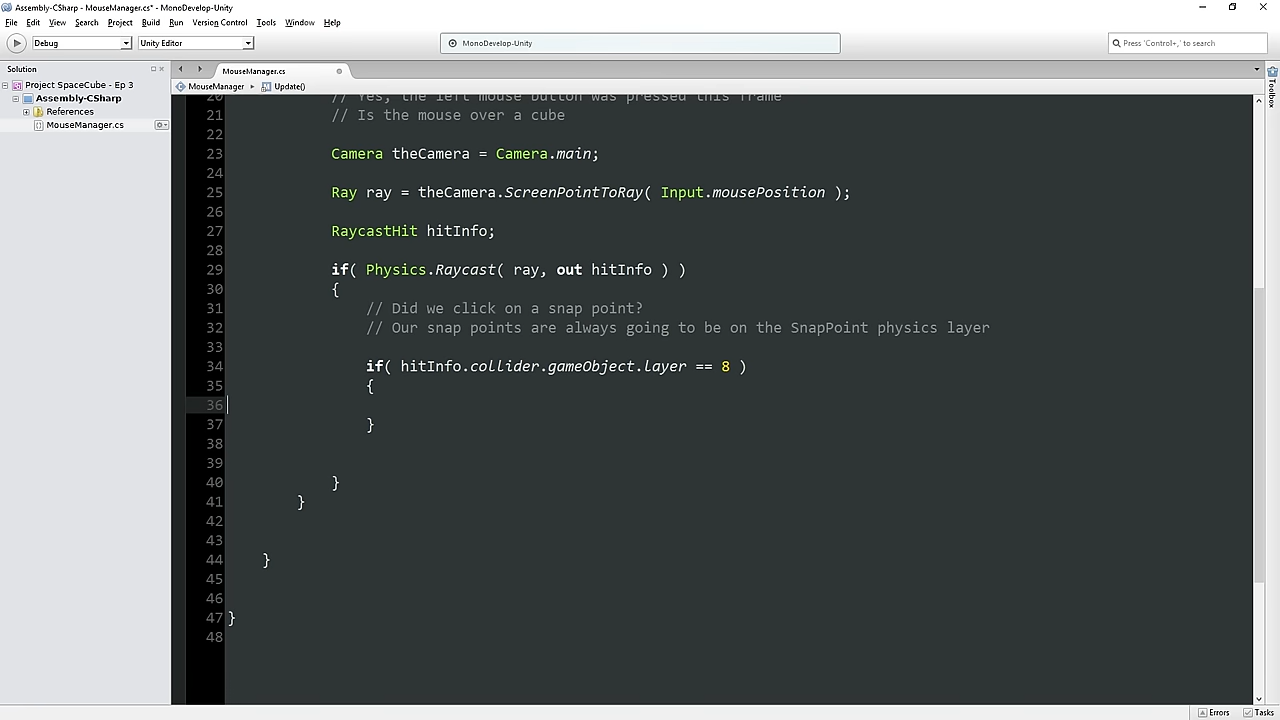 Assembly-CSharp - MouseManager.cs* - MonoDevelop-Unity
File Edit View Search Project Build Run Version Control Tools Window Help
Debug Unity Editor MonoDevelop-Unity Press 'Control+,' to search
Solution
MouseManager.cs
MouseManager Update()
Project SpaceCube - Ep 3
Assembly-CSharp
References
MouseManager.cs
Toolbox
20 // Yes, the left mouse button was pressed this frame
21 // Is the mouse over a cube
22
23 Camera theCamera = Camera.main;
24
25 Ray ray = theCamera.ScreenPointToRay( Input.mousePosition );
26
27 RaycastHit hitInfo;
28
29 if( Physics.Raycast( ray, out hitInfo ) )
30 {
31 // Did we click on a snap point?
32 // Our snap points are always going to be on the SnapPoint physics layer
33
34 if( hitInfo.collider.gameObject.layer == 8 )
35 {
36
37 }
38
39
40 }
41 }
42
43
44 }
45
46
47 }
48
Errors Tasks